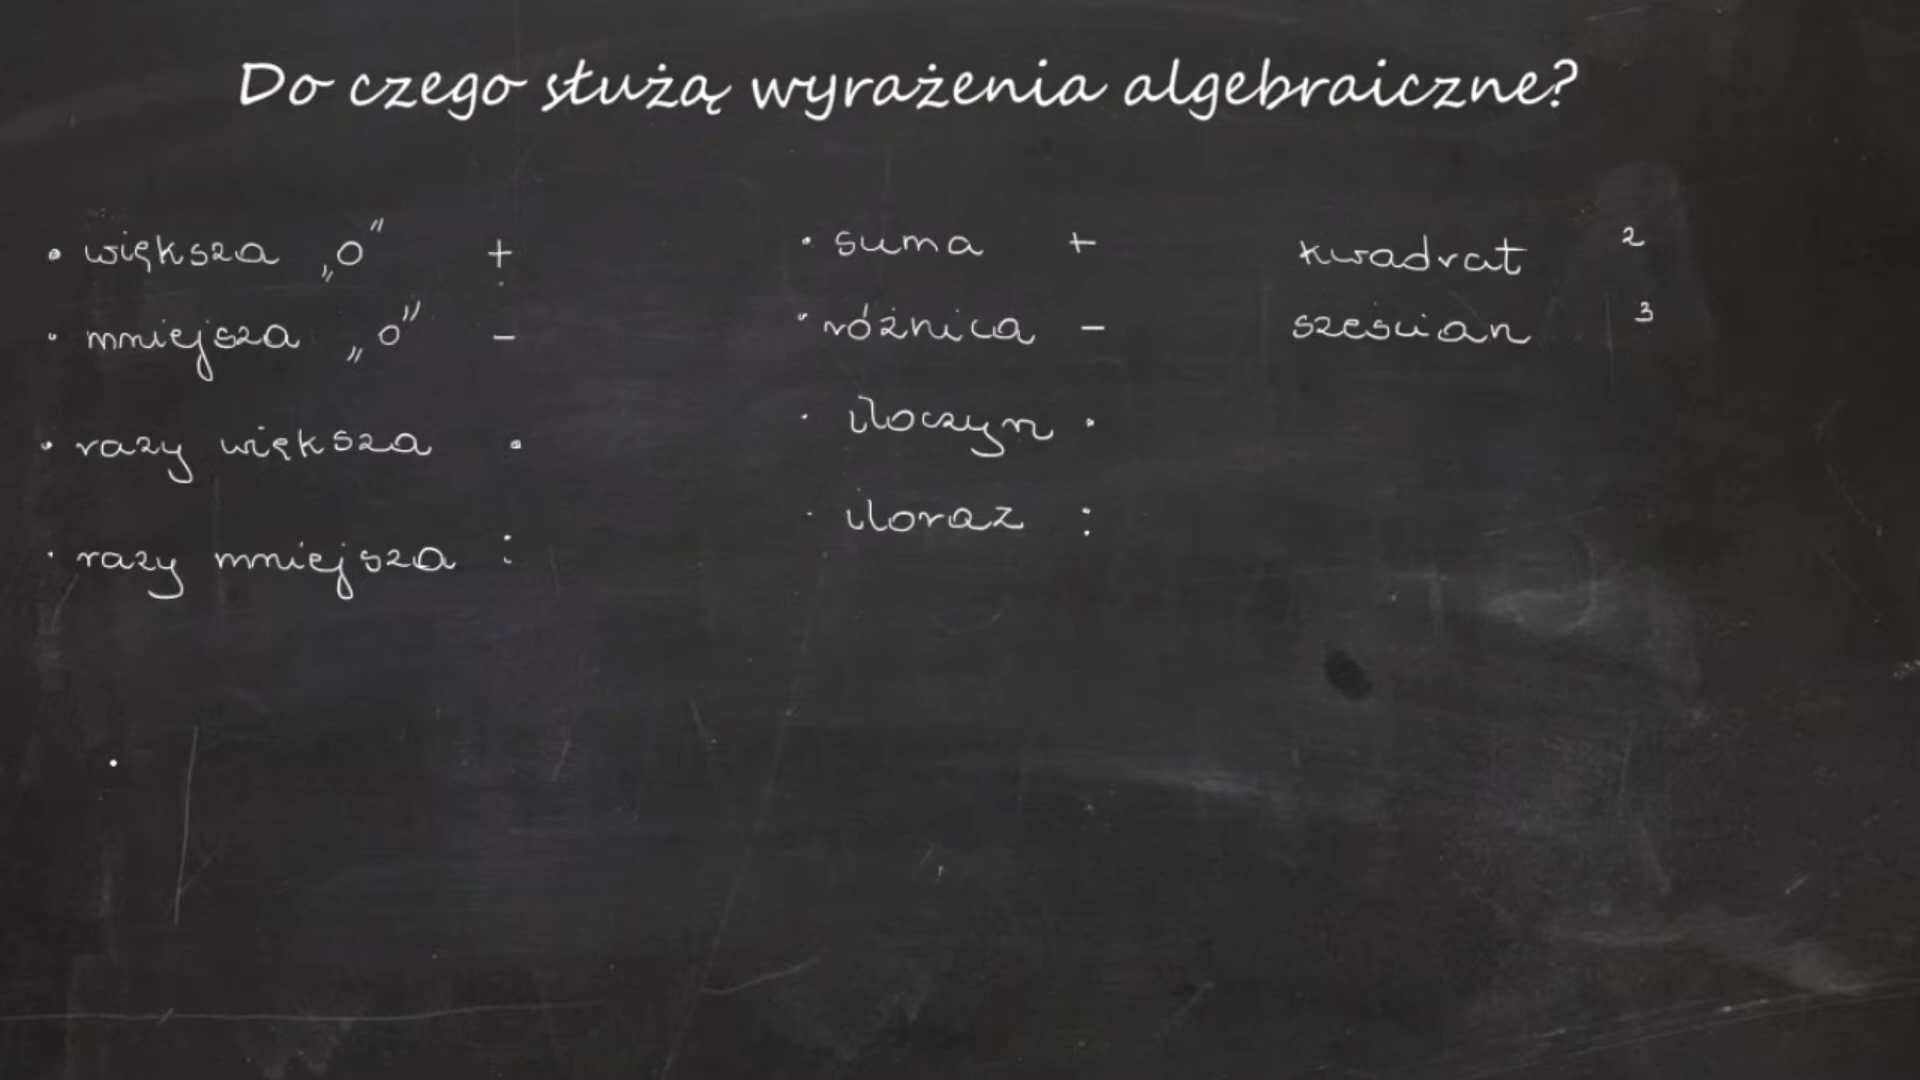 Do czego służą wyrażenia algebraiczne?
• większa „o” +
• mniejsza „o” -
• razy większa •
• razy mniejsza :
• suma +
• różnica -
• iloczyn •
• iloraz :
kwadrat ²
sześcian ³